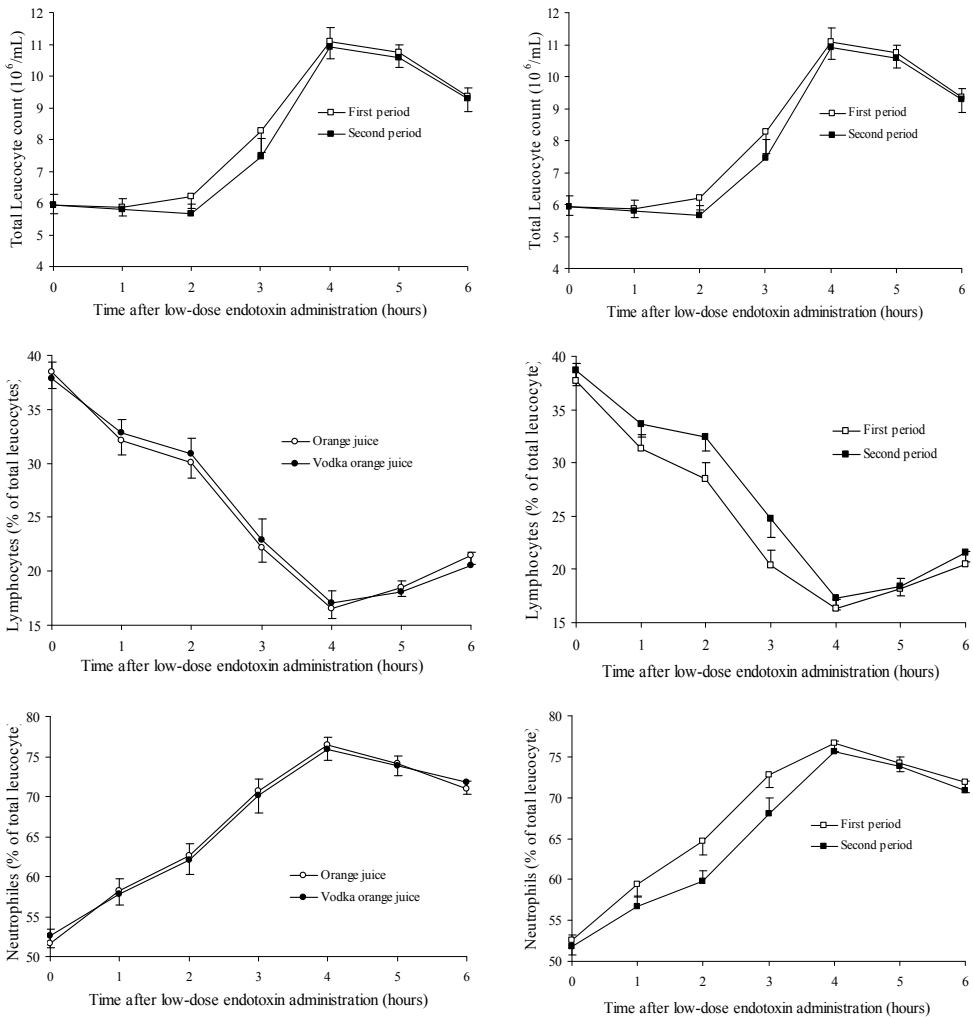 12
11
10
9
8
7
6
5
4
Total Leucocyte count (10^6/mL)
First period
Second period
0 1 2 3 4 5 6
Time after low-dose endotoxin administration (hours)
12
11
10
9
8
7
6
5
4
Total Leucocyte count (10^6/mL)
First period
Second period
0 1 2 3 4 5 6
Time after low-dose endotoxin administration (hours)
40
35
30
25
20
15
Lymphocytes (% of total leucocytes)
Orange juice
Vodka orange juice
0 1 2 3 4 5 6
Time after low-dose endotoxin administration (hours)
40
35
30
25
20
15
Lymphocytes (% of total leucocyte)
First period
Second period
0 1 2 3 4 5 6
Time after low-dose endotoxin administration (hours)
80
75
70
65
60
55
50
Neutrophiles (% of total leucocyte)
Orange juice
Vodka orange juice
0 1 2 3 4 5 6
Time after low-dose endotoxin administration (hours)
80
75
70
65
60
55
50
Neutrophils (% of total leucocyte)
First period
Second period
0 1 2 3 4 5 6
Time after low-dose endotoxin administration (hours)